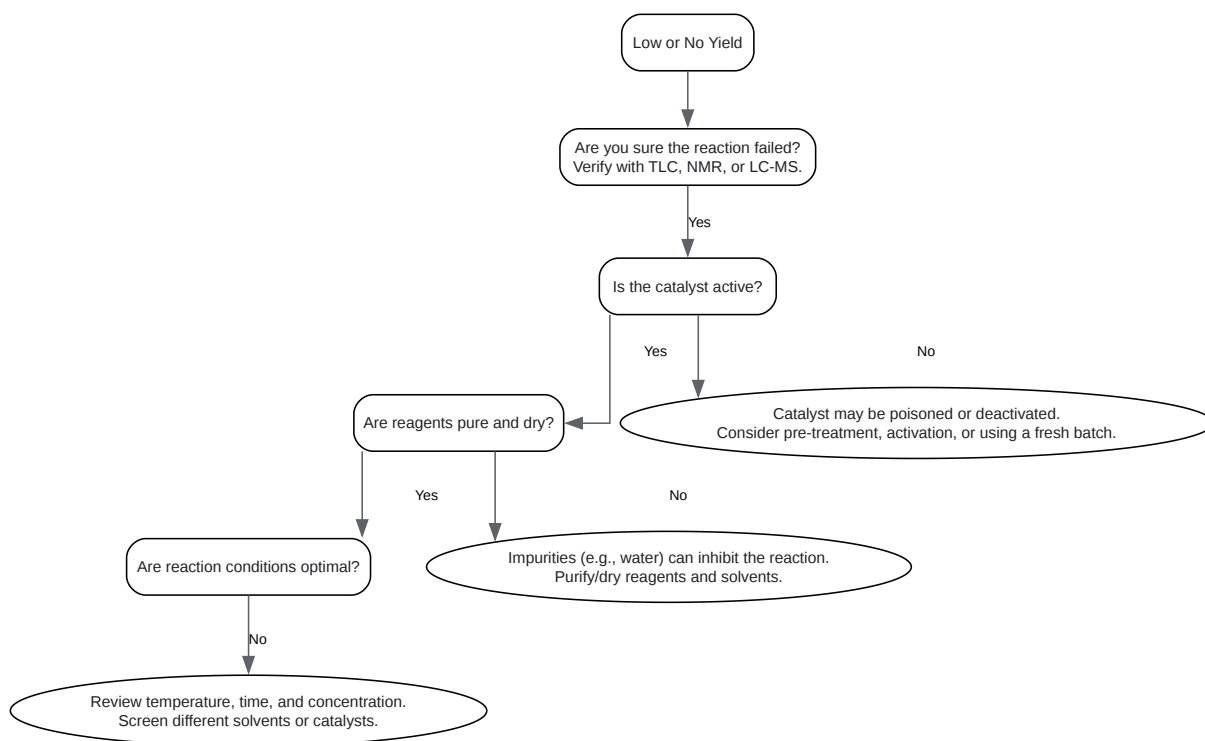 Low or No Yield
Are you sure the reaction failed?
Verify with TLC, NMR, or LC-MS.
Yes
Is the catalyst active?
Yes
No
Are reagents pure and dry?
Catalyst may be poisoned or deactivated.
Consider pre-treatment, activation, or using a fresh batch.
Yes
No
Are reaction conditions optimal?
Impurities (e.g., water) can inhibit the reaction.
Purify/dry reagents and solvents.
No
Review temperature, time, and concentration.
Screen different solvents or catalysts.